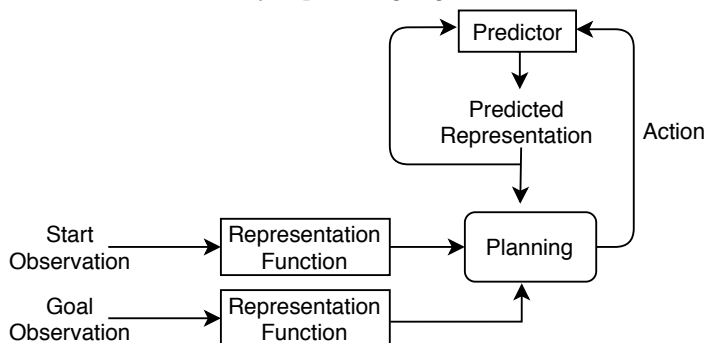 Predictor
Predicted
Representation
Action
Start
Observation
Representation
Function
Planning
Goal
Observation
Representation
Function